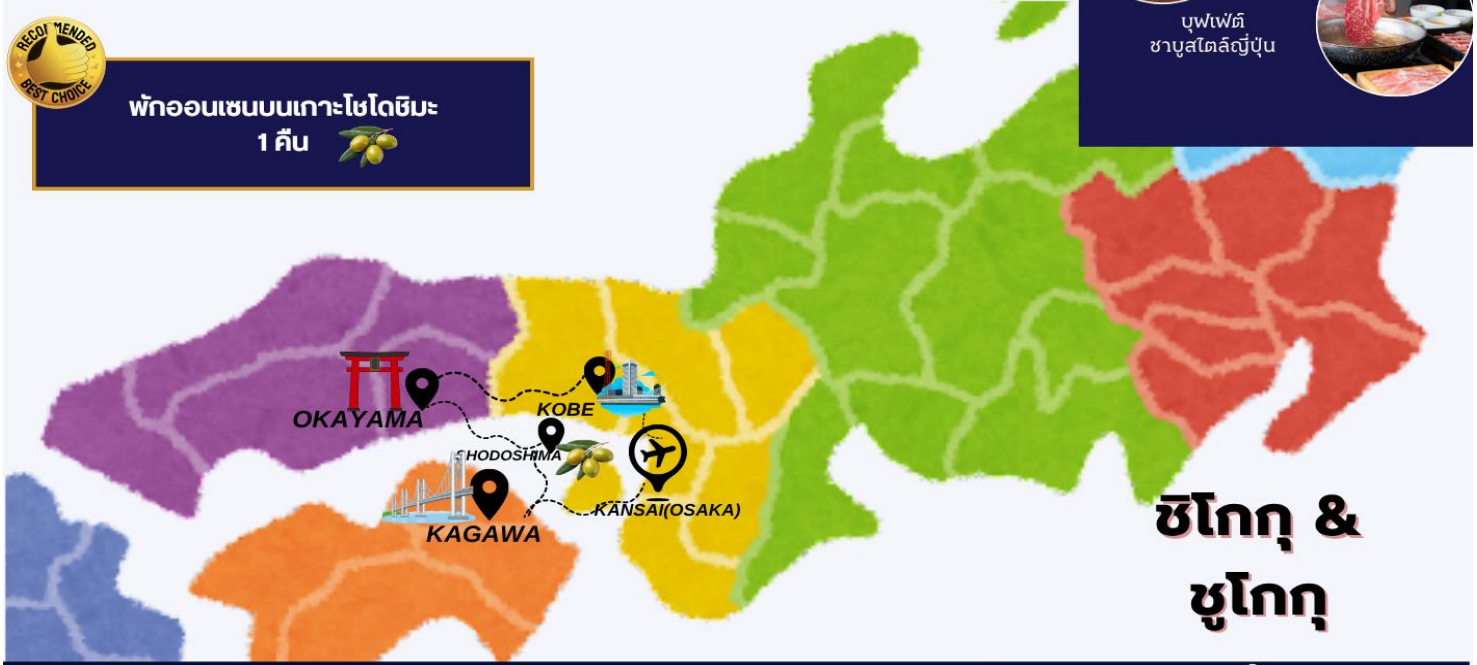 RECOMMENDED
BEST CHOICE
พักออนเซนบนเกาะโชโดชิมะ
1 คืน
บุฟเฟ่ต์
ชาบูสไตล์ญี่ปุ่น
OKAYAMA
KOBE
SHODOSHIMA
KAGAWA
KANSAI(OSAKA)
ชิโกกุ &
ชูโกกุ